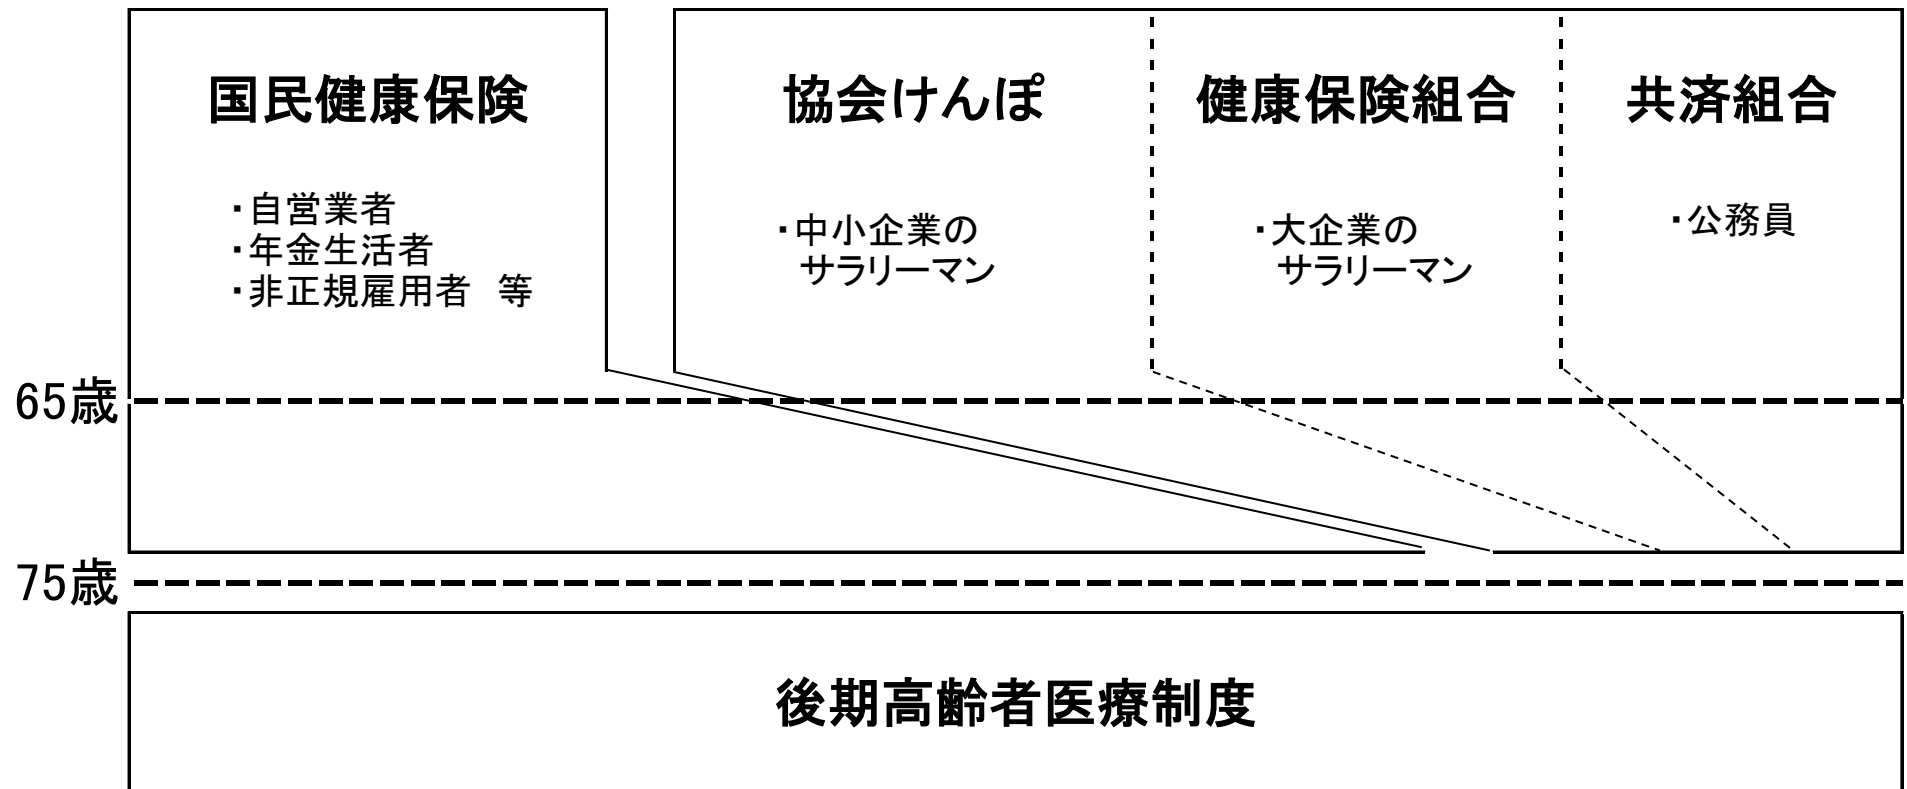 国民健康保険
・自営業者
・年金生活者
・非正規雇用者　等
協会けんぽ
・中小企業の
サラリーマン
健康保険組合
・大企業の
サラリーマン
共済組合
・公務員
65歳
75歳
後期高齢者医療制度